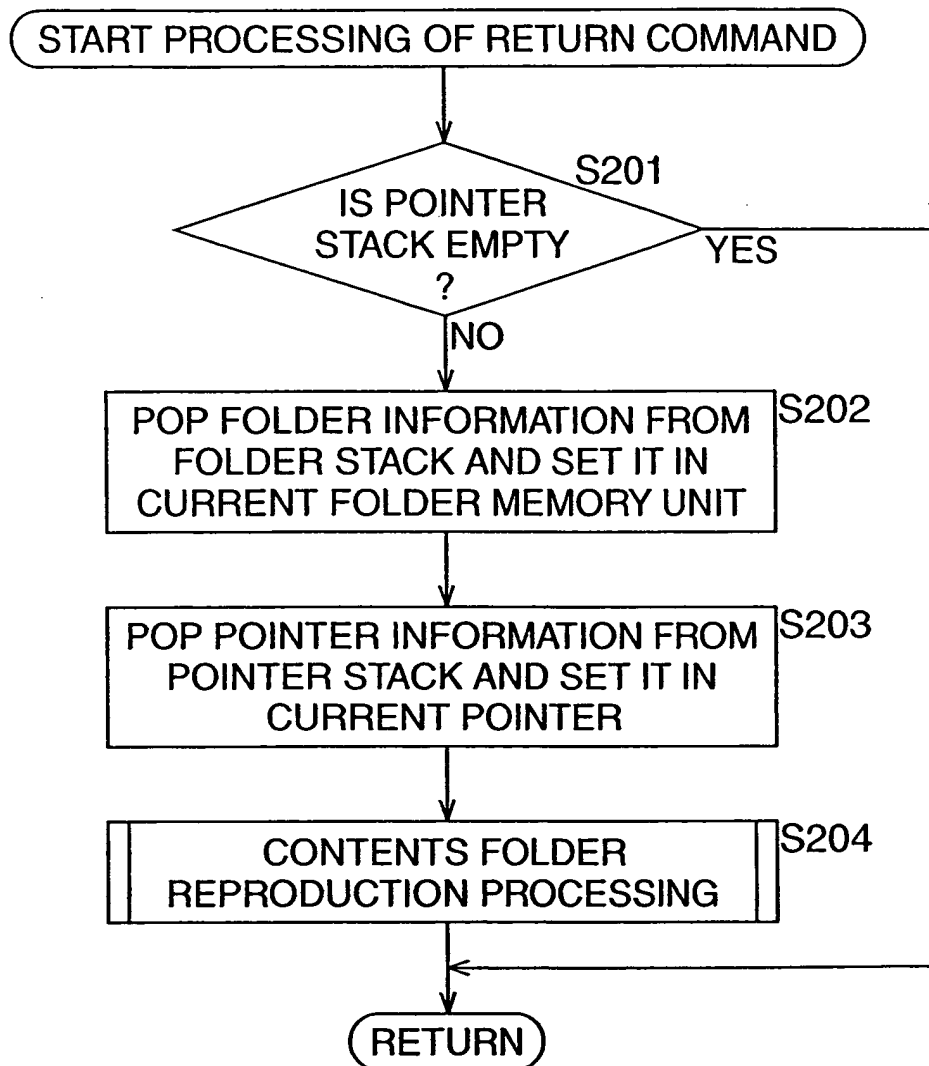 START PROCESSING OF RETURN COMMAND
S201
IS POINTER
STACK EMPTY
?
YES
NO
S202
POP FOLDER INFORMATION FROM
FOLDER STACK AND SET IT IN
CURRENT FOLDER MEMORY UNIT
S203
POP POINTER INFORMATION FROM
POINTER STACK AND SET IT IN
CURRENT POINTER
S204
CONTENTS FOLDER
REPRODUCTION PROCESSING
RETURN